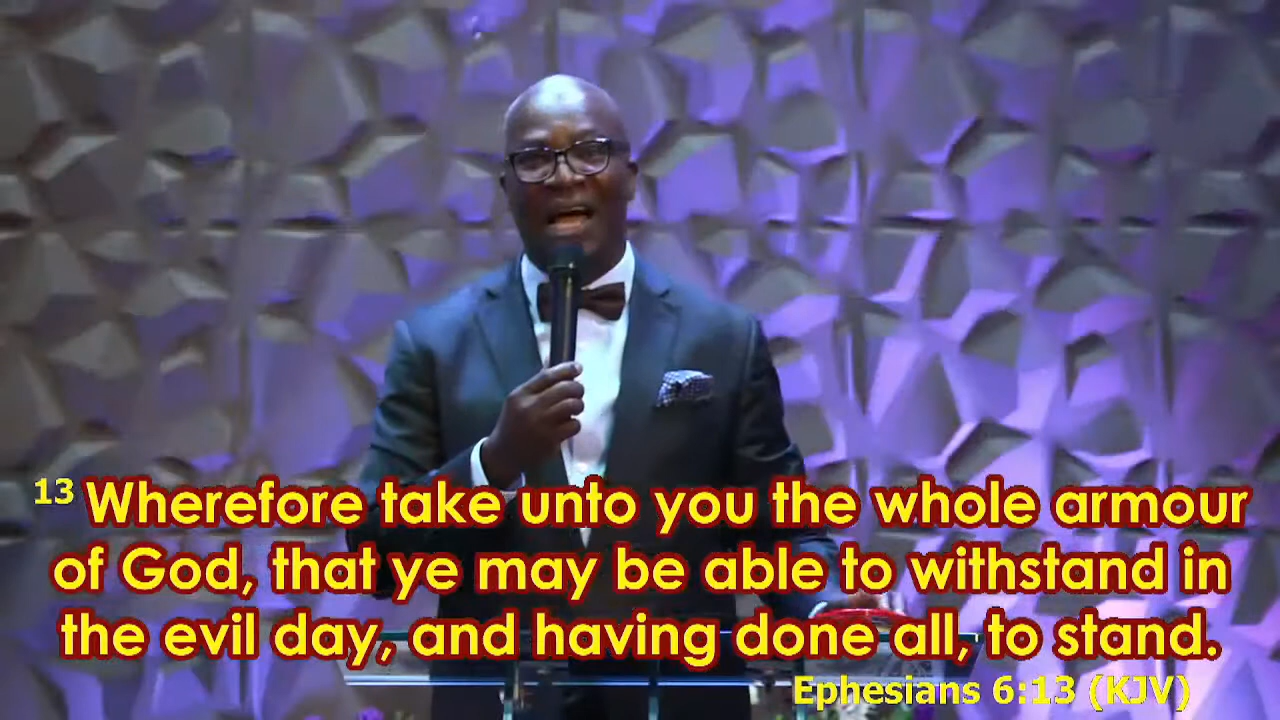 13 Wherefore take unto you the whole armour
of God, that ye may be able to withstand in
the evil day, and having done all, to stand.
Ephesians 6:13 (KJV)